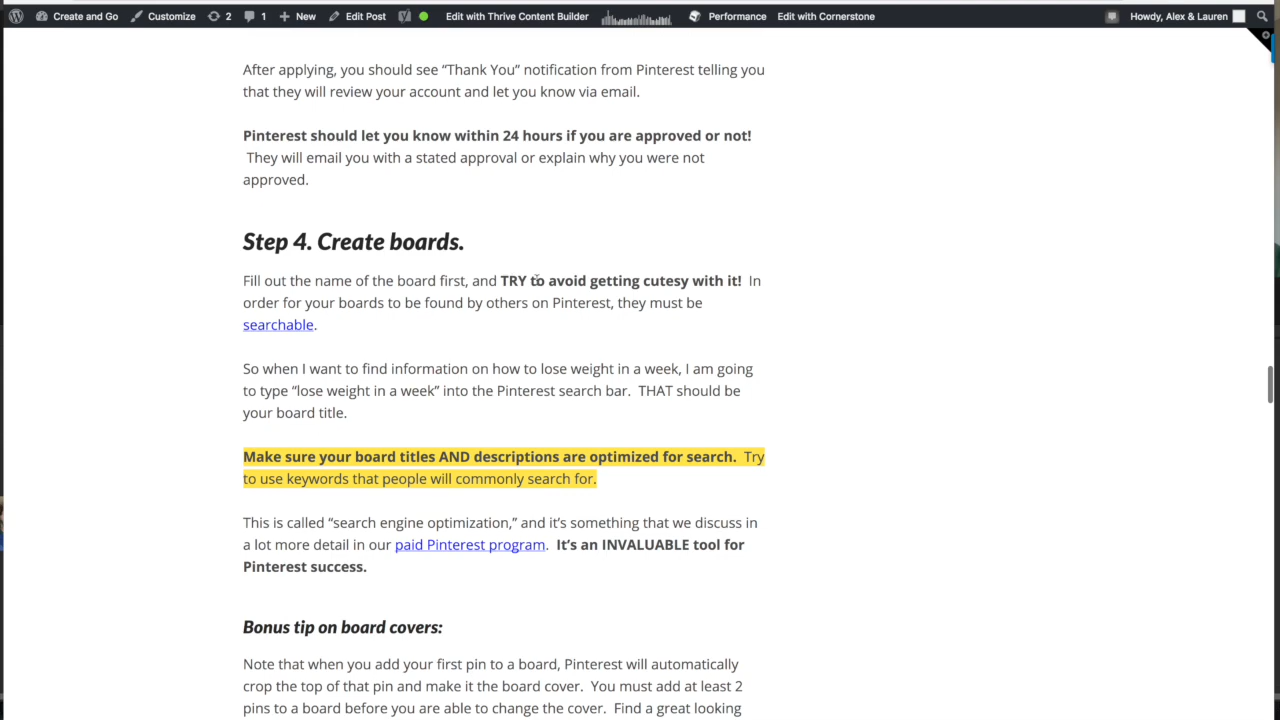 Create and Go Customize 2 1 New Edit Post Edit with Thrive Content Builder Performance Edit with Cornerstone Howdy, Alex & Lauren
After applying, you should see “Thank You” notification from Pinterest telling you
that they will review your account and let you know via email.
Pinterest should let you know within 24 hours if you are approved or not!
They will email you with a stated approval or explain why you were not
approved.
Step 4. Create boards.
Fill out the name of the board first, and TRY to avoid getting cutesy with it! In
order for your boards to be found by others on Pinterest, they must be
searchable.
So when I want to find information on how to lose weight in a week, I am going
to type “lose weight in a week” into the Pinterest search bar. THAT should be
your board title.
Make sure your board titles AND descriptions are optimized for search. Try
to use keywords that people will commonly search for.
This is called “search engine optimization,” and it’s something that we discuss in
a lot more detail in our paid Pinterest program. It’s an INVALUABLE tool for
Pinterest success.
Bonus tip on board covers:
Note that when you add your first pin to a board, Pinterest will automatically
crop the top of that pin and make it the board cover. You must add at least 2
pins to a board before you are able to change the cover. Find a great looking